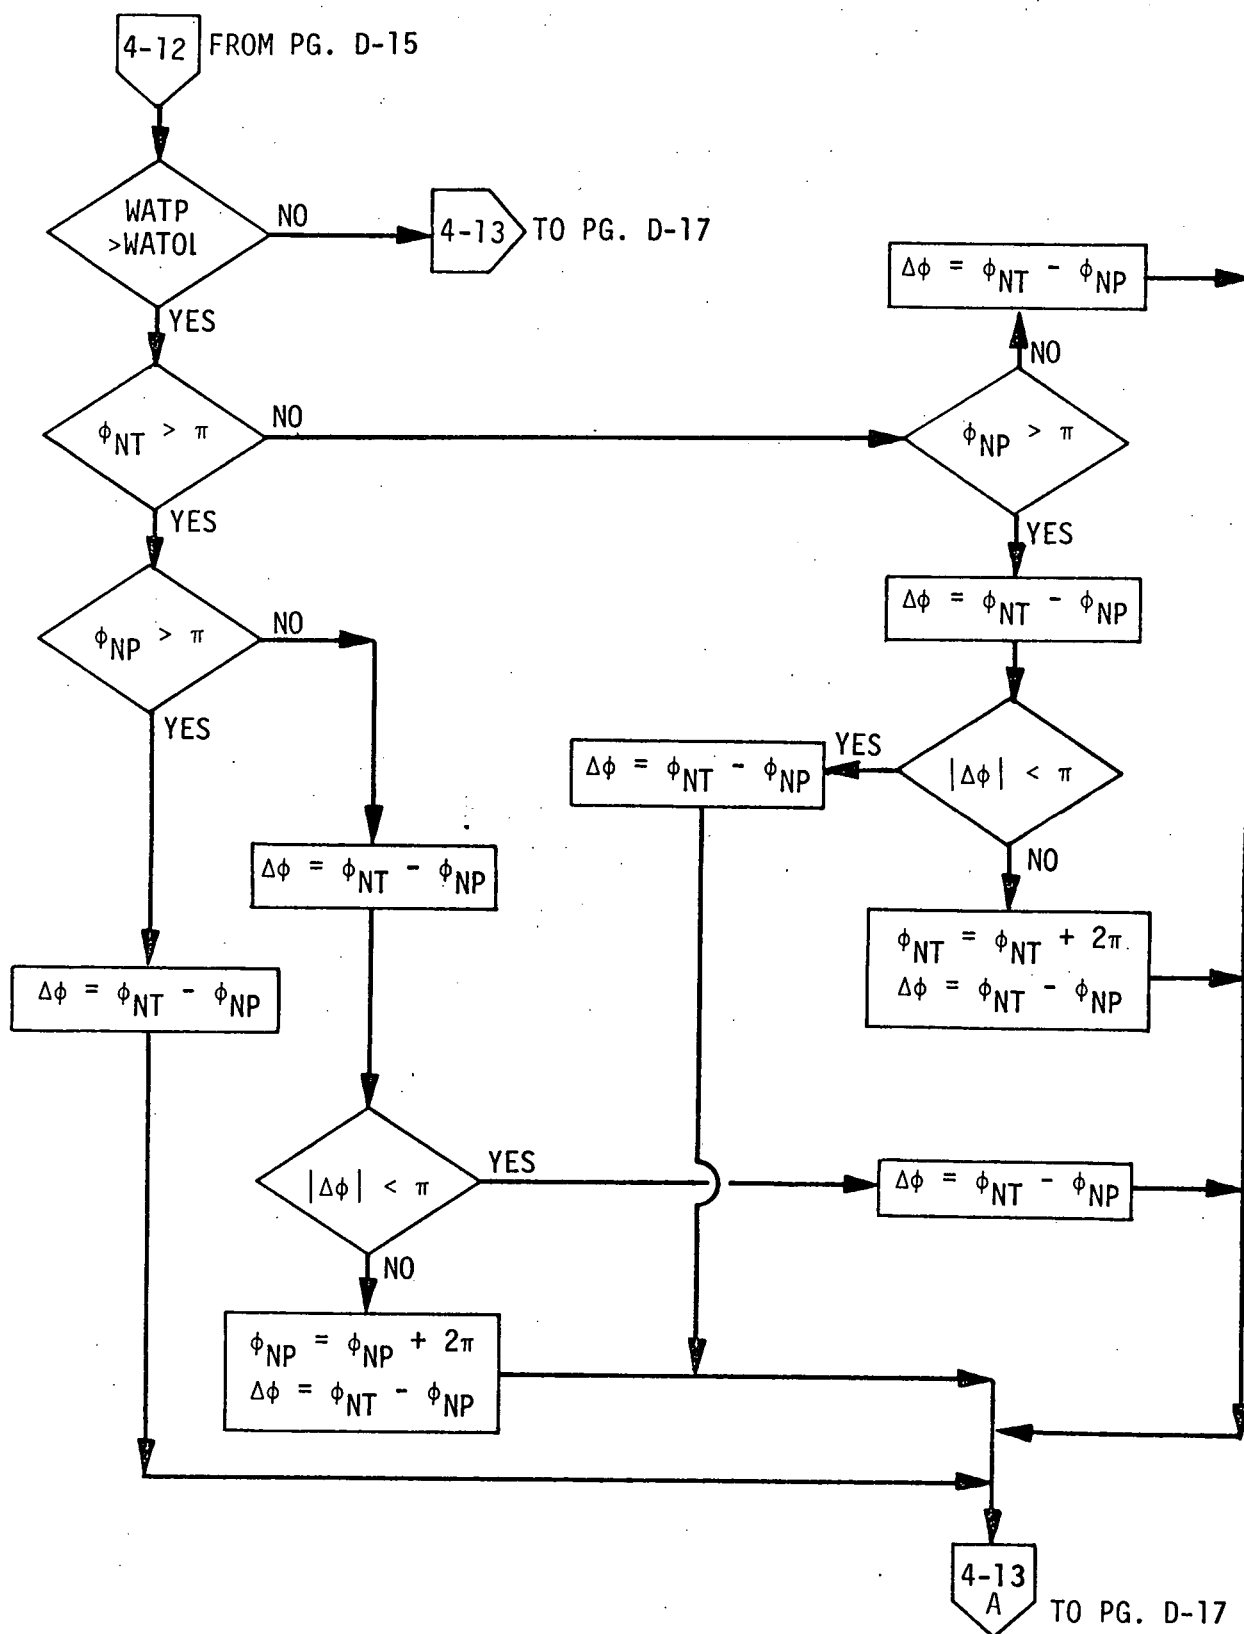 4-12 FROM PG. D-15
WATP
>WATOL
NO
4-13 TO PG. D-17
YES
Δϕ = ϕNT - ϕNP
NO
ϕNT > π
NO
ϕNP > π
YES
YES
Δϕ = ϕNT - ϕNP
ϕNP > π
NO
YES
YES
Δϕ = ϕNT - ϕNP
|Δϕ| < π
NO
Δϕ = ϕNT - ϕNP
ϕNT = ϕNT + 2π
Δϕ = ϕNT - ϕNP
Δϕ = ϕNT - ϕNP
|Δϕ| < π
YES
Δϕ = ϕNT - ϕNP
NO
ϕNP = ϕNP + 2π
Δϕ = ϕNT - ϕNP
4-13
A
TO PG. D-17